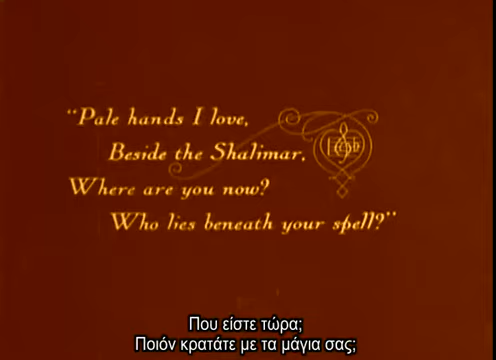 "Pale hands I love,
Beside the Shalimar,
Where are you now?
Who lies beneath your spell?"
Που είστε τώρα;
Ποιόν κρατάτε με τα μάγια σας;